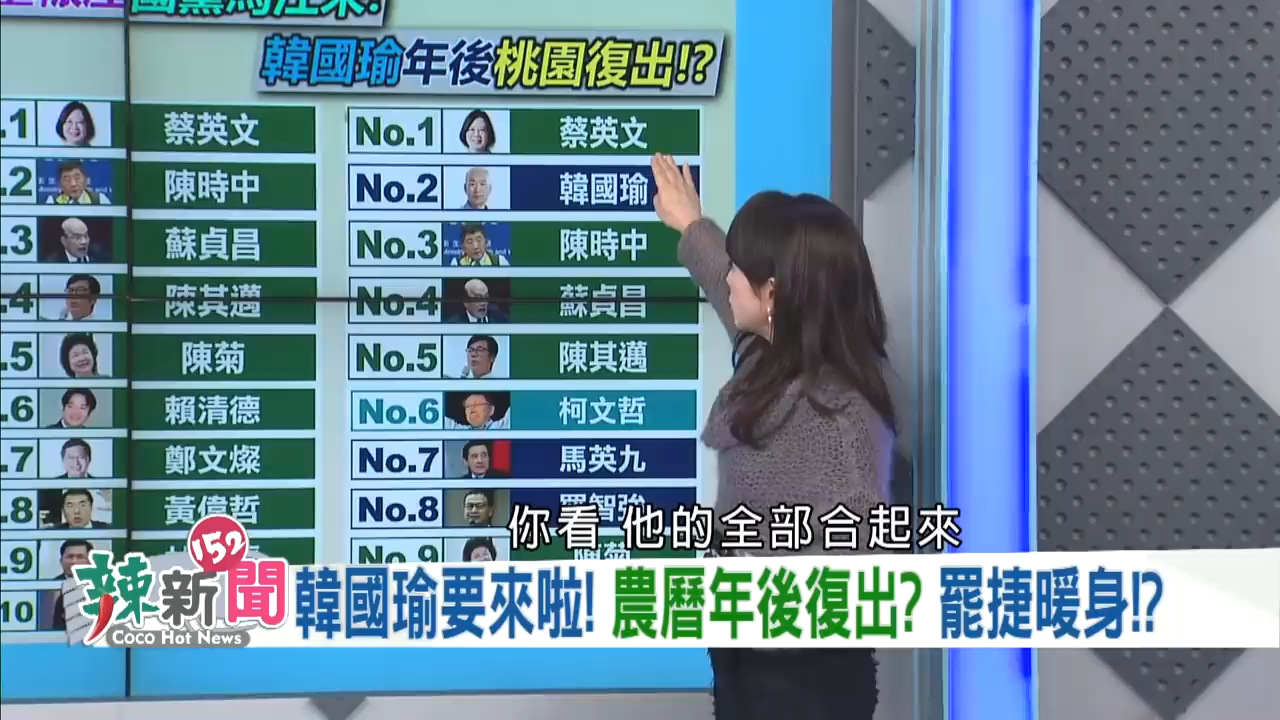 韓國瑜年後桃園復出!?
.1 蔡英文
.2 陳時中
.3 蘇貞昌
.4 陳其邁
.5 陳菊
.6 賴清德
.7 鄭文燦
.8 黃偉哲
.9
10
No.1 蔡英文
No.2 韓國瑜
No.3 陳時中
No.4 蘇貞昌
No.5 陳其邁
No.6 柯文哲
No.7 馬英九
No.8 羅智強
No.9 陳菊
你看 他的全部合起來
152
辣新聞
Coco Hot News
韓國瑜要來啦! 農曆年後復出? 罷捷暖身!?